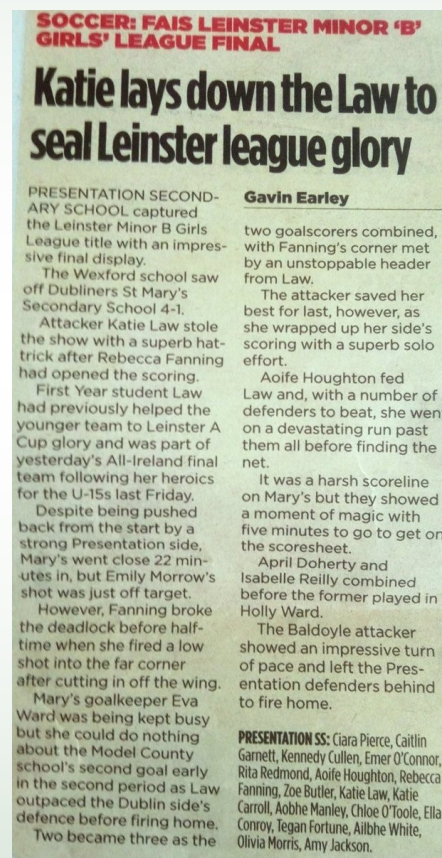 SOCCER: FAIS LEINSTER MINOR ‘B’
GIRLS’ LEAGUE FINAL
Katie lays down the Law to
seal Leinster league glory
PRESENTATION SECOND-
ARY SCHOOL captured
the Leinster Minor B Girls
League title with an impres-
sive final display.
The Wexford school saw
off Dubliners St Mary’s
Secondary School 4-1.
Attacker Katie Law stole
the show with a superb hat-
trick after Rebecca Fanning
had opened the scoring.
First Year student Law
had previously helped the
younger team to Leinster A
Cup glory and was part of
yesterday’s All-Ireland final
team following her heroics
for the U-15s last Friday.
Despite being pushed
back from the start by a
strong Presentation side,
Mary’s went close 22 min-
utes in, but Emily Morrow’s
shot was just off target.
However, Fanning broke
the deadlock before half-
time when she fired a low
shot into the far corner
after cutting in off the wing.
Mary’s goalkeeper Eva
Ward was being kept busy
but she could do nothing
about the Model County
school’s second goal early
in the second period as Law
outpaced the Dublin side’s
defence before firing home.
Two became three as the
Gavin Earley
two goalscorers combined,
with Fanning’s corner met
by an unstoppable header
from Law.
The attacker saved her
best for last, however, as
she wrapped up her side’s
scoring with a superb solo
effort.
Aoife Houghton fed
Law and, with a number of
defenders to beat, she wen
on a devastating run past
them all before finding the
net.
It was a harsh scoreline
on Mary’s but they showed
a moment of magic with
five minutes to go to get on
the scoresheet.
April Doherty and
Isabelle Reilly combined
before the former played in
Holly Ward.
The Baldoyle attacker
showed an impressive turn
of pace and left the Pres-
entation defenders behind
to fire home.
PRESENTATION SS: Ciara Pierce, Caitlin
Garnett, Kennedy Cullen, Emer O’Connor,
Rita Redmond, Aoife Houghton, Rebecca
Fanning, Zoe Butler, Katie Law, Katie
Carroll, Aobhe Manley, Chloe O’Toole, Ella
Conroy, Tegan Fortune, Ailbhe White,
Olivia Morris, Amy Jackson.